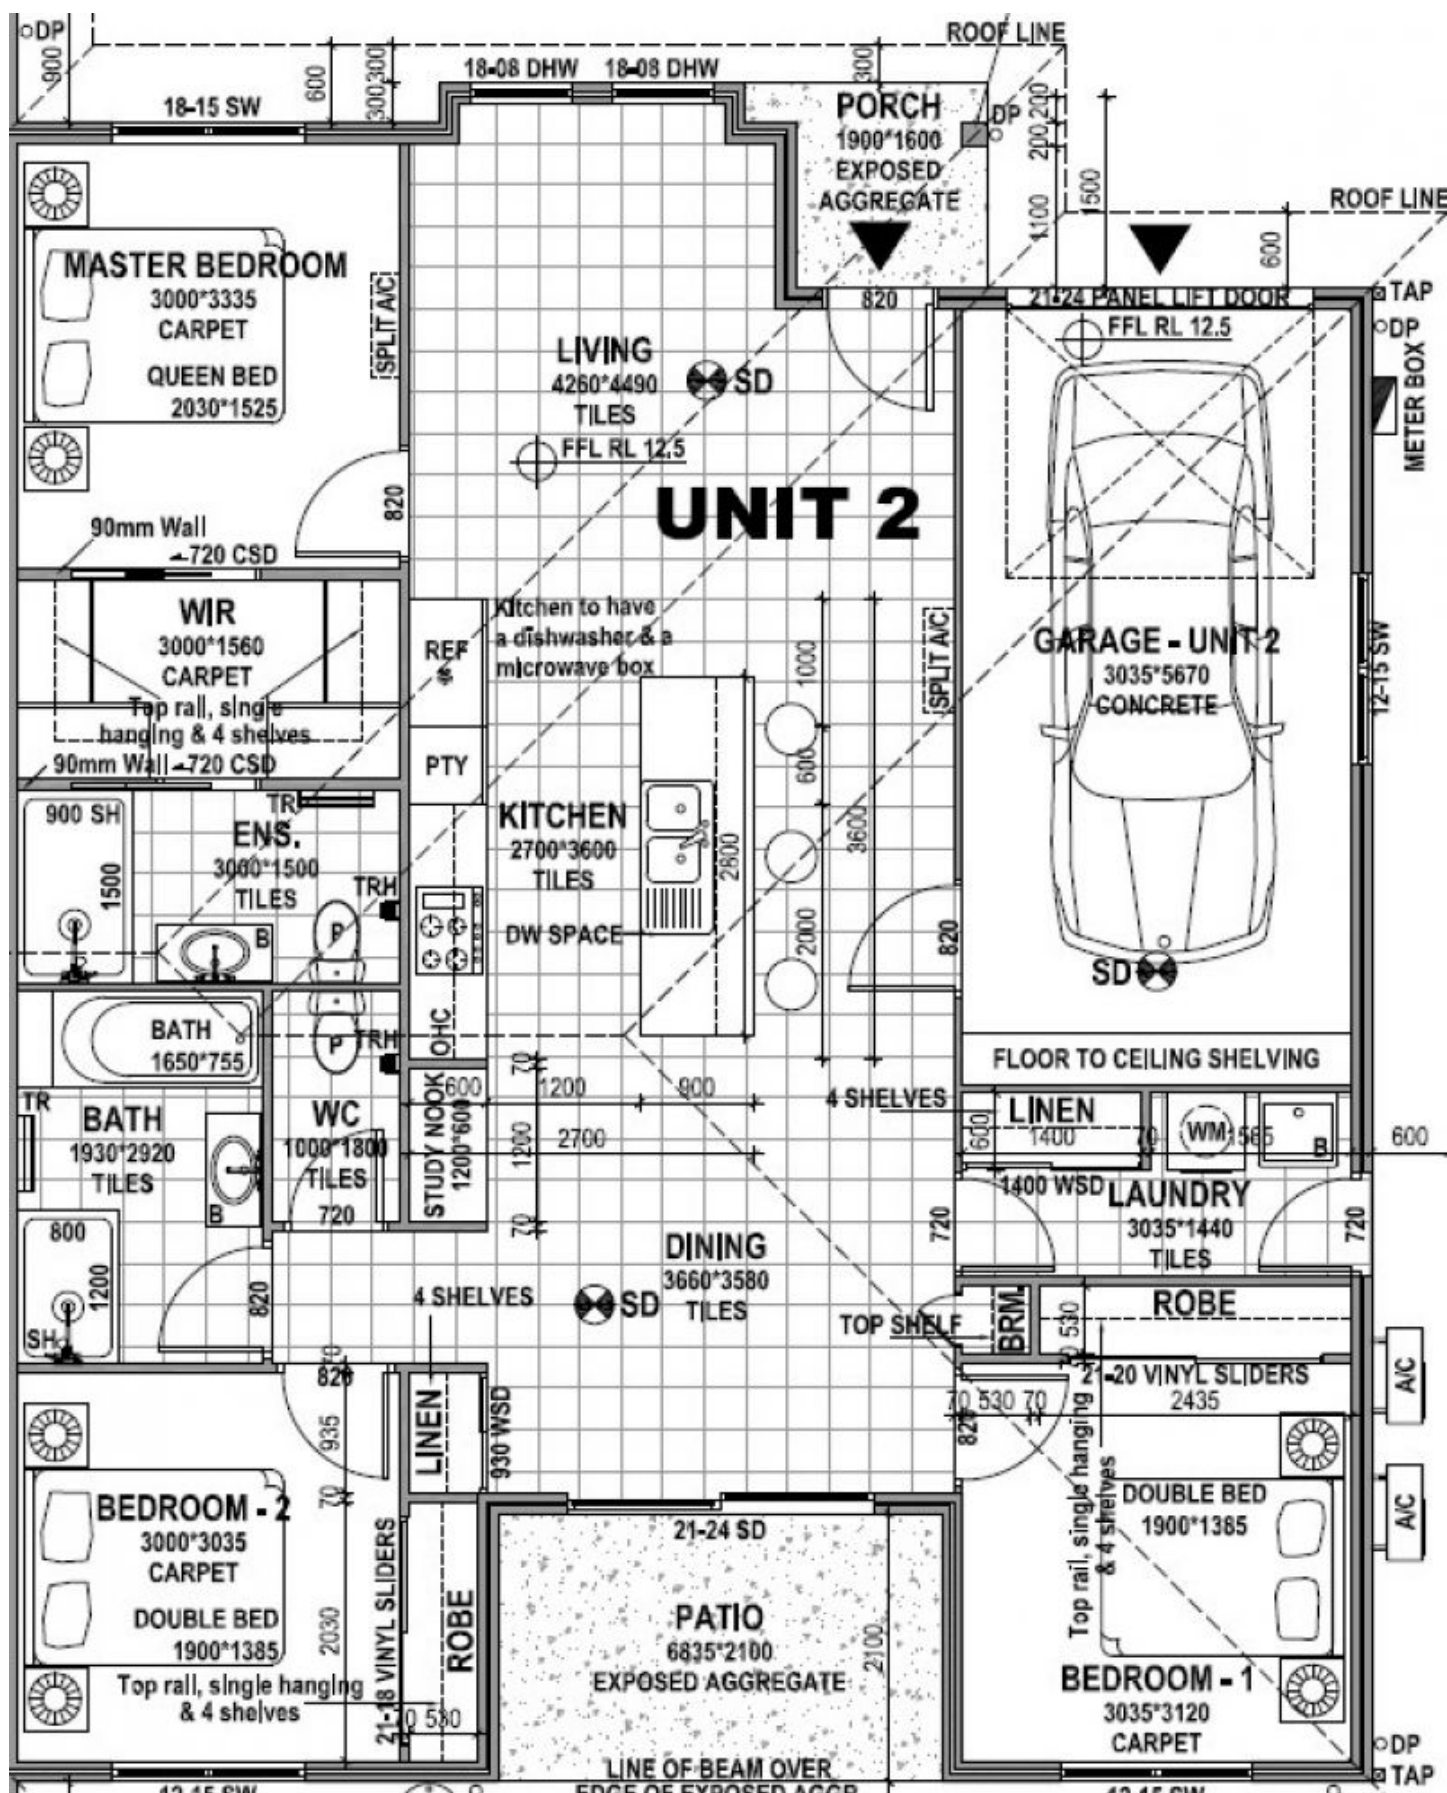 DP
900
600
300
300
18-15 SW
18-08 DHW
18-08 DHW
300
ROOF LINE
PORCH
1900*1600
EXPOSED
AGGREGATE
DP
200
200
1100
1500
ROOF LINE
600
820
21-24 PANEL LIFT DOOR
FFL RL 12.5
TAP
DP
METER BOX
MASTER BEDROOM
3000*3335
CARPET
QUEEN BED
2030*1525
SPLIT A/C
820
LIVING
4260*4490
TILES
SD
FFL RL 12.5
UNIT 2
90mm Wall
720 CSD
WIR
3000*1560
CARPET
Top rail, single
hanging & 4 shelves
90mm Wall
720 CSD
REF
PTY
Kitchen to have
a dishwasher & a
microwave box
1000
600
2000
3600
SPLIT A/C
GARAGE - UNIT 2
3035*5670
CONCRETE
12-15 SW
900 SH
1500
TR
ENS.
3000*1500
TILES
TRH
B
P
KITCHEN
2700*3600
TILES
DW SPACE
2800
OHC
820
SD
BATH
1650*755
P
TRH
TR
BATH
1930*2920
TILES
B
800
1200
SH
820
WC
1000*1800
TILES
720
STUDY NOOK
1200*600
600
1200
900
2700
70
1200
70
FLOOR TO CEILING SHELVING
4 SHELVES
LINEN
600
1400
70
WM
1565
B
600
1400 WSD
LAUNDRY
3035*1440
TILES
720
720
DINING
3660*3580
TILES
SD
4 SHELVES
TOP SHELF
BRM.
530
ROBE
21-20 VINYL SLIDERS
70
530
70
2435
A/C
A/C
820
70
935
70
2030
LINEN
930 WSD
820
BEDROOM - 2
3000*3035
CARPET
DOUBLE BED
1900*1385
Top rail, single hanging
& 4 shelves
21-18 VINYL SLIDERS
ROBE
70
530
21-24 SD
PATIO
6835*2100
EXPOSED AGGREGATE
2100
LINE OF BEAM OVER
EDGE OF EXPOSED AGGR
Top rail, single hanging
& 4 shelves
DOUBLE BED
1900*1385
BEDROOM - 1
3035*3120
CARPET
DP
TAP
12-15 SW
12-15 SW